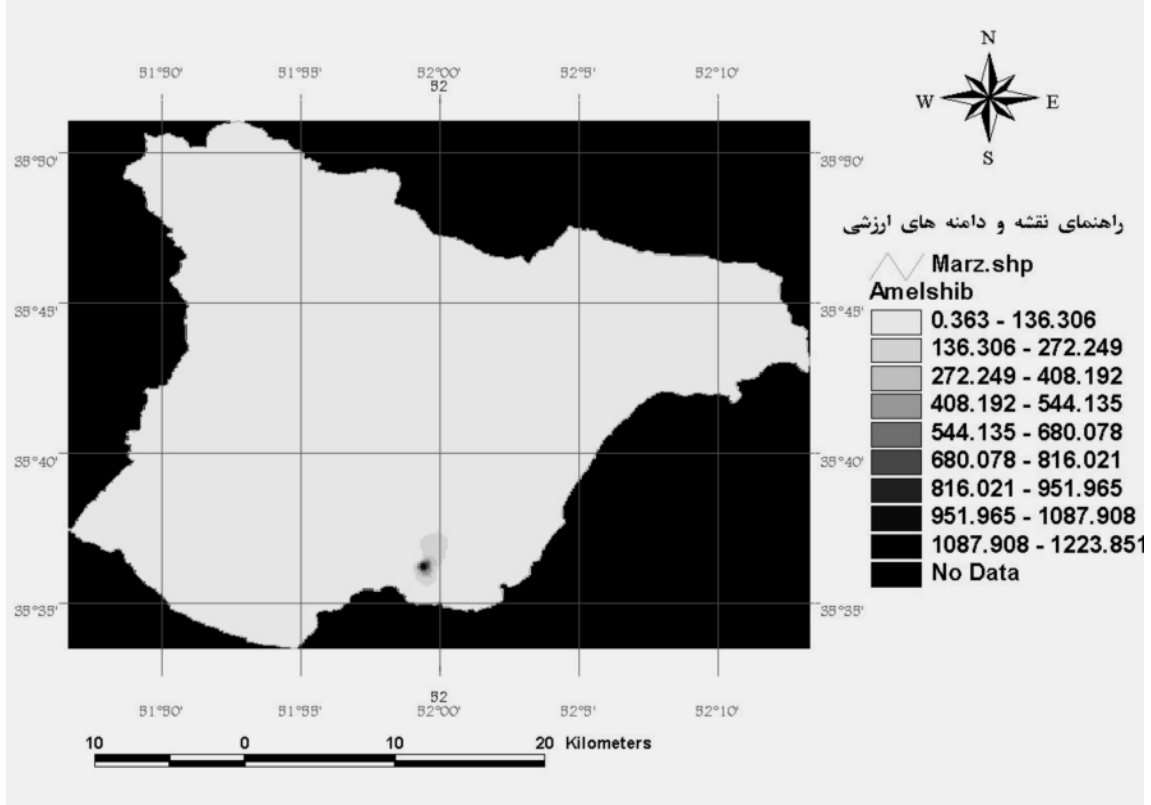 N
W E
S
51°50' 51°55' 52°00' 52°5' 52°10'
52
35°50' 35°50'
35°45' 35°45'
35°40' 35°40'
35°35' 35°35'
52
51°50' 51°55' 52°00' 52°5' 52°10'
10 0 10 20 Kilometers
راهنمای نقشه و دامنه های ارزشی
Marz.shp
Amelshib
0.363 - 136.306
136.306 - 272.249
272.249 - 408.192
408.192 - 544.135
544.135 - 680.078
680.078 - 816.021
816.021 - 951.965
951.965 - 1087.908
1087.908 - 1223.851
No Data